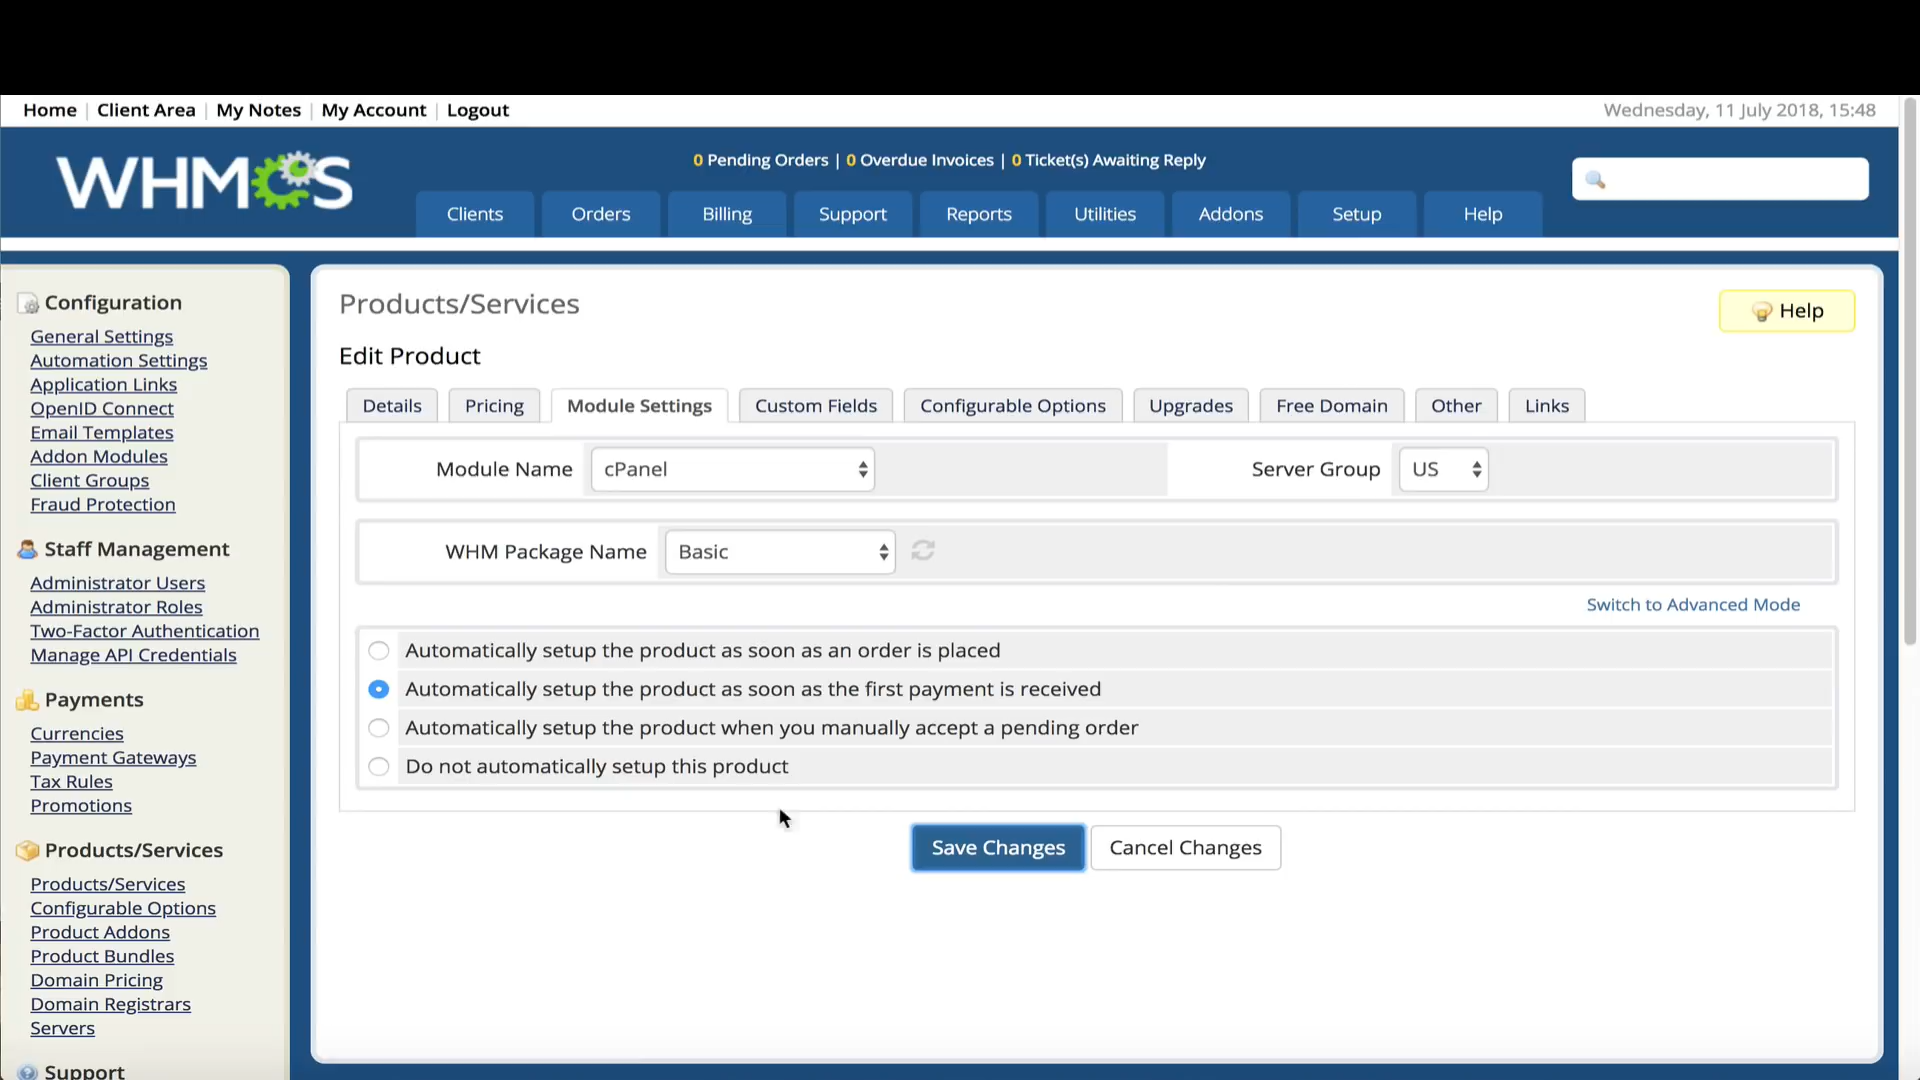 Home | Client Area | My Notes | My Account | Logout
Wednesday, 11 July 2018, 15:48
WHMCS
0 Pending Orders | 0 Overdue Invoices | 0 Ticket(s) Awaiting Reply
Clients Orders Billing Support Reports Utilities Addons Setup Help
Configuration
General Settings
Automation Settings
Application Links
OpenID Connect
Email Templates
Addon Modules
Client Groups
Fraud Protection
Staff Management
Administrator Users
Administrator Roles
Two-Factor Authentication
Manage API Credentials
Payments
Currencies
Payment Gateways
Tax Rules
Promotions
Products/Services
Products/Services
Configurable Options
Product Addons
Product Bundles
Domain Pricing
Domain Registrars
Servers
Support
Products/Services
Help
Edit Product
Details Pricing Module Settings Custom Fields Configurable Options Upgrades Free Domain Other Links
Module Name cPanel Server Group US
WHM Package Name Basic
Switch to Advanced Mode
Automatically setup the product as soon as an order is placed
Automatically setup the product as soon as the first payment is received
Automatically setup the product when you manually accept a pending order
Do not automatically setup this product
Save Changes Cancel Changes